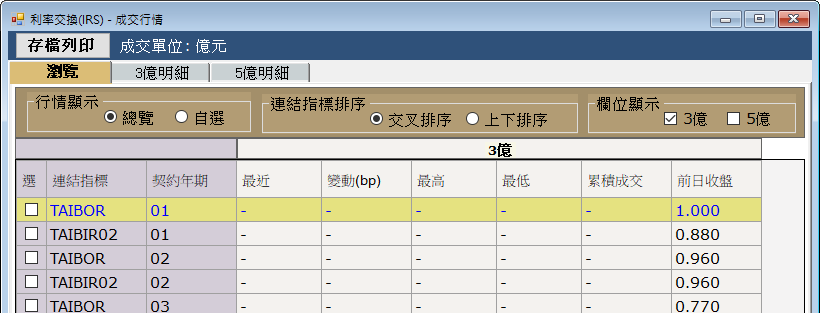 利率交換(IRS) - 成交行情
存檔列印 成交單位: 億元
瀏覽 3億明細 5億明細
行情顯示 連結指標排序 欄位顯示
總覽 自選 交叉排序 上下排序 3億 5億
3億
選 連結指標 契約年期 最近 變動(bp) 最高 最低 累積成交 前日收盤
TAIBOR 01 - - - - - 1.000
TAIBIR02 01 - - - - - 0.880
TAIBOR 02 - - - - - 0.960
TAIBIR02 02 - - - - - 0.960
TAIBOR 03 - - - - - 0.770